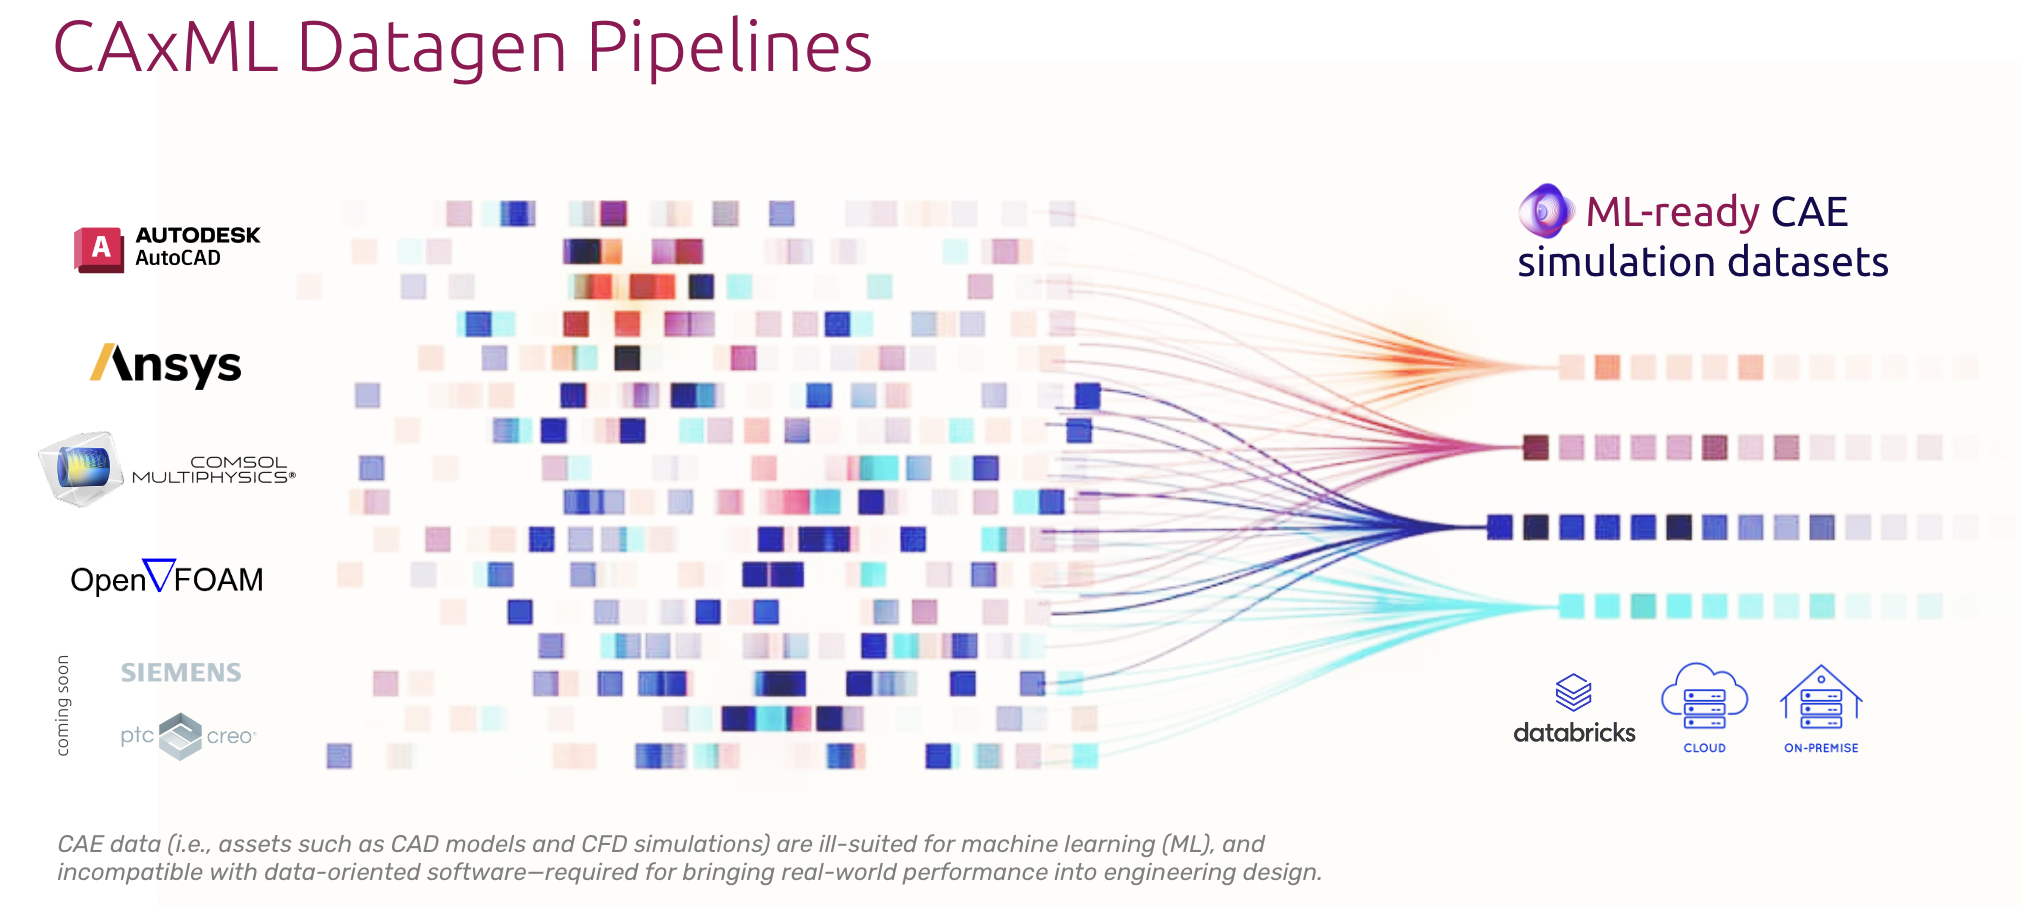 CAxML Datagen Pipelines
AUTODESK
AutoCAD
Ansys
COMSOL
MULTIPHYSICS®
Open∇FOAM
coming soon
SIEMENS
ptc creo®
ML-ready CAE
simulation datasets
databricks
CLOUD
ON-PREMISE
CAE data (i.e., assets such as CAD models and CFD simulations) are ill-suited for machine learning (ML), and
incompatible with data-oriented software—required for bringing real-world performance into engineering design.